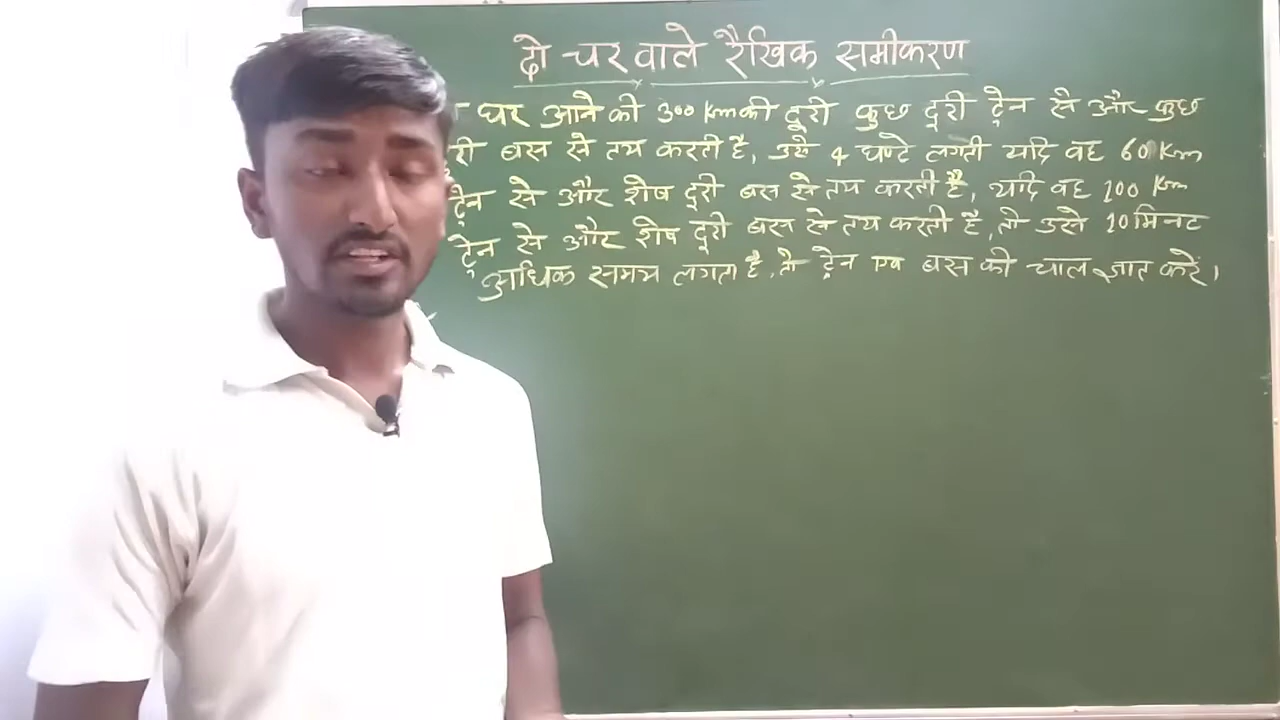 दो चर वाले रैखिक समीकरण
घर आने की 300 Km की दूरी कुछ दूरी ट्रेन से और कुछ
री बस से तय करती है, उसे 4 घण्टे लगती यदि वह 60 Km
ट्रेन से और शेष दूरी बस से तय करती है, यदि वह 100 Km
ट्रेन से और शेष दूरी बस से तय करती है, तो उसे 10 मिनट
अधिक समय लगता है, तो ट्रेन एव बस की चाल ज्ञात करें।